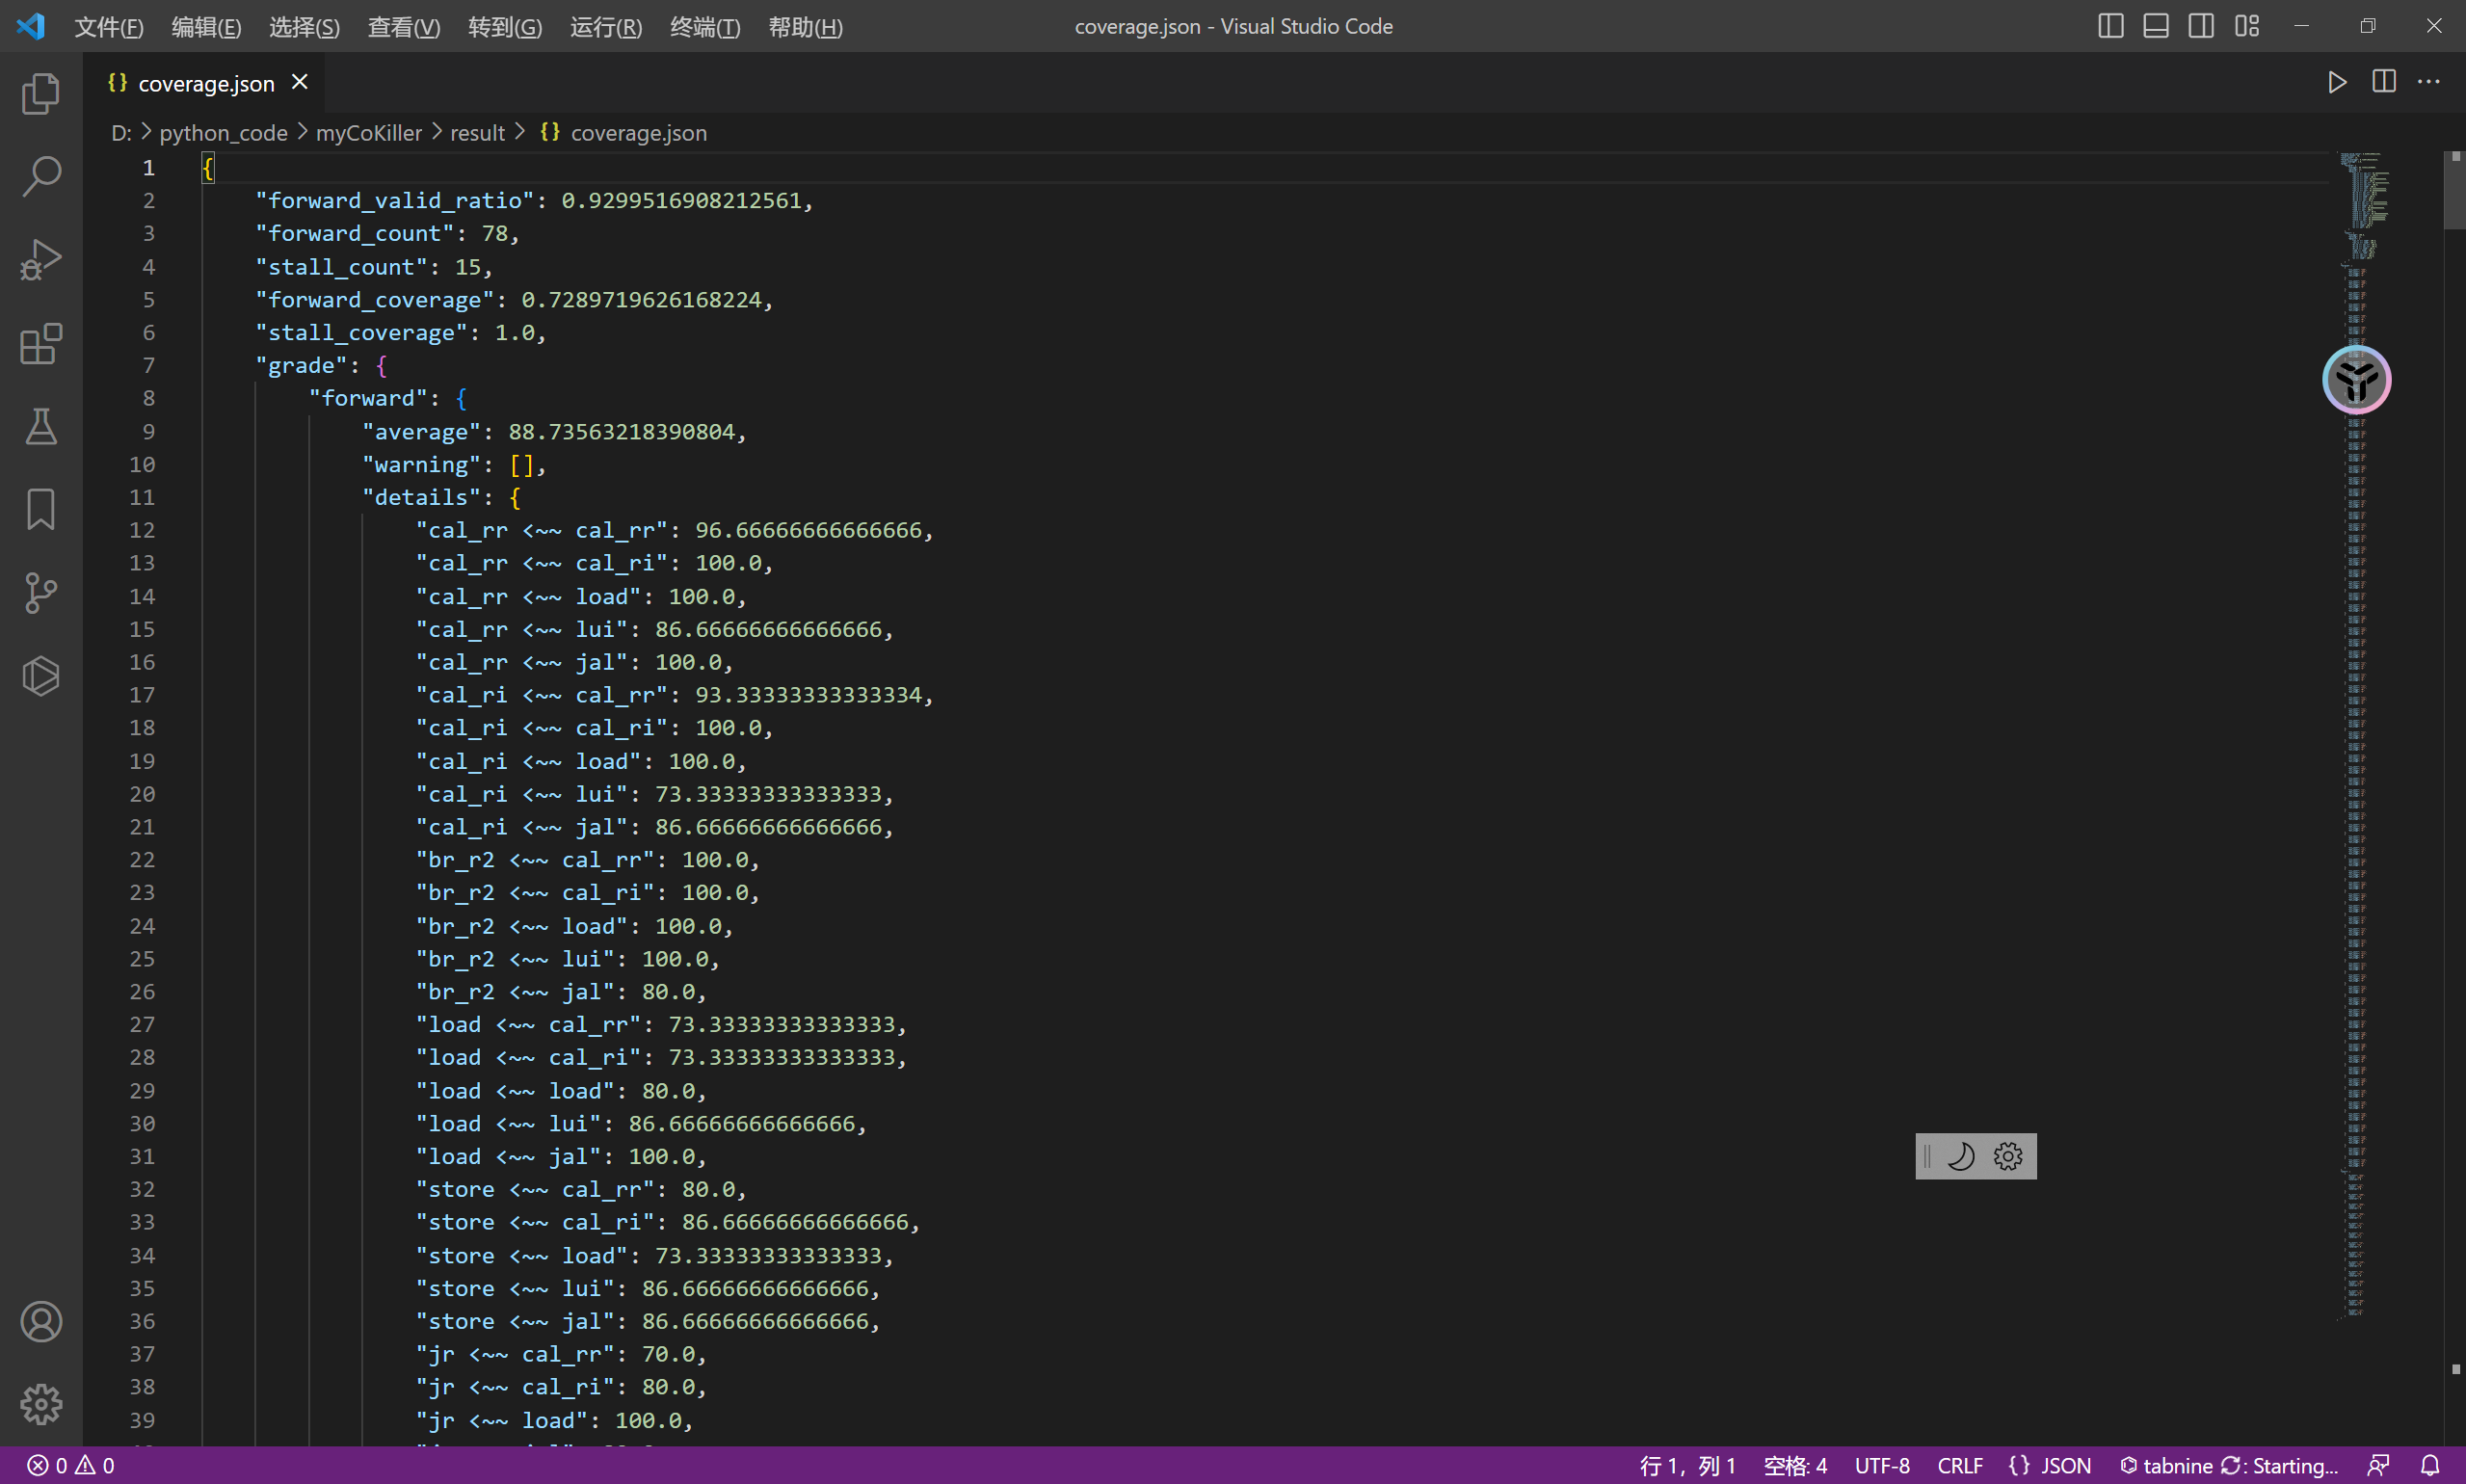 文件(F) 编辑(E) 选择(S) 查看(V) 转到(G) 运行(R) 终端(T) 帮助(H) coverage.json - Visual Studio Code
{} coverage.json
D: > python_code > myCoKiller > result > {} coverage.json
1 {
2 "forward_valid_ratio": 0.9299516908212561,
3 "forward_count": 78,
4 "stall_count": 15,
5 "forward_coverage": 0.7289719626168224,
6 "stall_coverage": 1.0,
7 "grade": {
8 "forward": {
9 "average": 88.73563218390804,
10 "warning": [],
11 "details": {
12 "cal_rr <~~ cal_rr": 96.66666666666666,
13 "cal_rr <~~ cal_ri": 100.0,
14 "cal_rr <~~ load": 100.0,
15 "cal_rr <~~ lui": 86.66666666666666,
16 "cal_rr <~~ jal": 100.0,
17 "cal_ri <~~ cal_rr": 93.33333333333334,
18 "cal_ri <~~ cal_ri": 100.0,
19 "cal_ri <~~ load": 100.0,
20 "cal_ri <~~ lui": 73.33333333333333,
21 "cal_ri <~~ jal": 86.66666666666666,
22 "br_r2 <~~ cal_rr": 100.0,
23 "br_r2 <~~ cal_ri": 100.0,
24 "br_r2 <~~ load": 100.0,
25 "br_r2 <~~ lui": 100.0,
26 "br_r2 <~~ jal": 80.0,
27 "load <~~ cal_rr": 73.33333333333333,
28 "load <~~ cal_ri": 73.33333333333333,
29 "load <~~ load": 80.0,
30 "load <~~ lui": 86.66666666666666,
31 "load <~~ jal": 100.0,
32 "store <~~ cal_rr": 80.0,
33 "store <~~ cal_ri": 86.66666666666666,
34 "store <~~ load": 73.33333333333333,
35 "store <~~ lui": 86.66666666666666,
36 "store <~~ jal": 86.66666666666666,
37 "jr <~~ cal_rr": 70.0,
38 "jr <~~ cal_ri": 80.0,
39 "jr <~~ load": 100.0,
0 0 行 1，列 1 空格: 4 UTF-8 CRLF {} JSON tabnine : Starting...